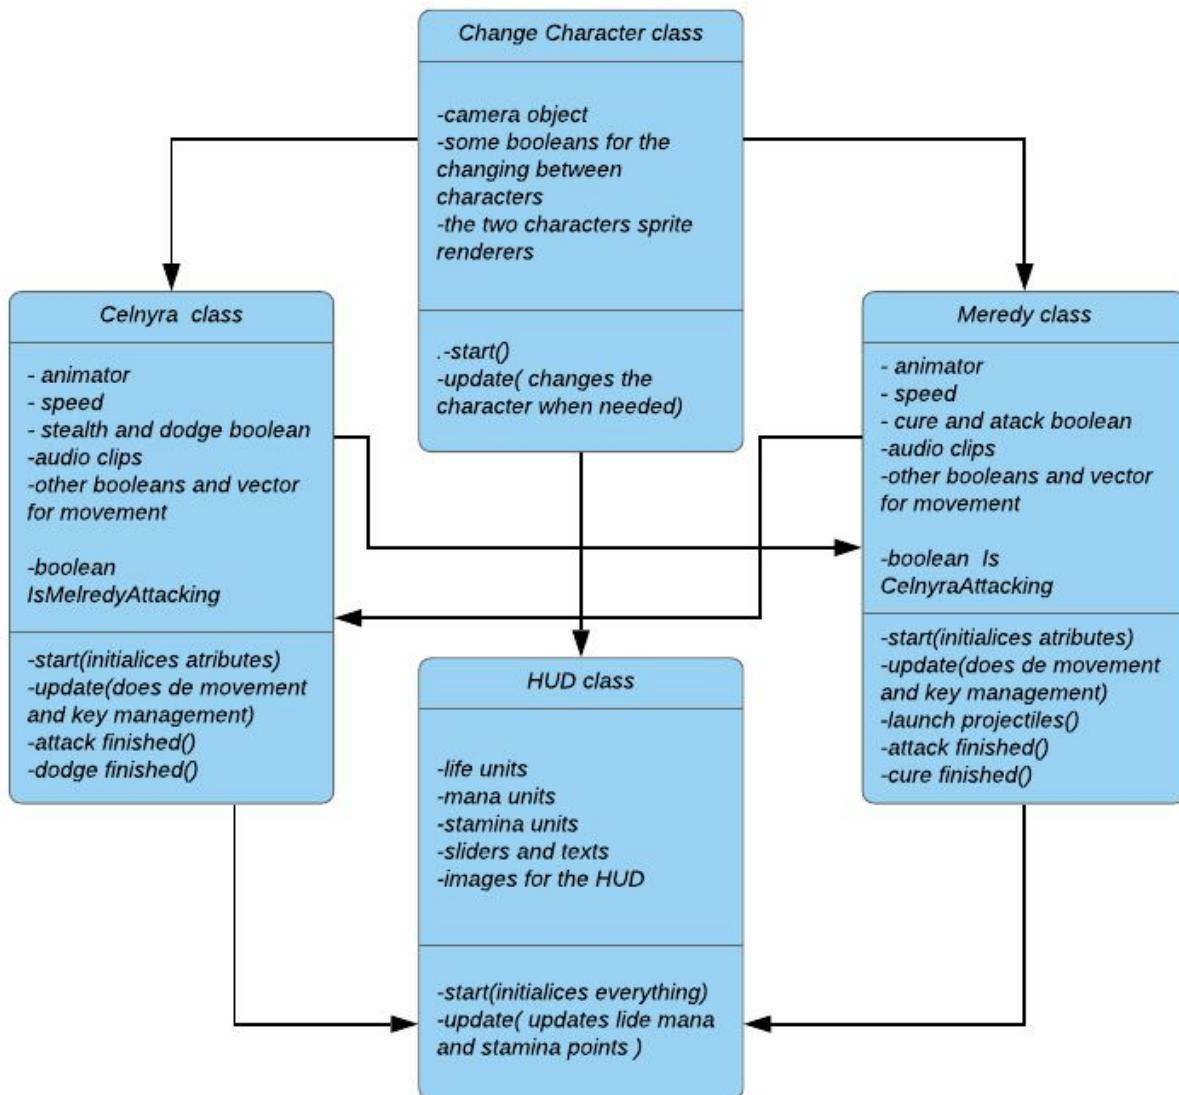 Change Character class
-camera object
-some booleans for the
changing between
characters
-the two characters sprite
renderers
.-start()
-update( changes the
character when needed)
Celnyra  class
- animator
- speed
- stealth and dodge boolean
-audio clips
-other booleans and vector
for movement
-boolean
IsMelredyAttacking
-start(initialices atributes)
-update(does de movement
and key management)
-attack finished()
-dodge finished()
Meredy class
- animator
- speed
- cure and atack boolean
-audio clips
-other booleans and vector
for movement
-boolean  Is
CelnyraAttacking
-start(initialices atributes)
-update(does de movement
and key management)
-launch projectiles()
-attack finished()
-cure finished()
HUD class
-life units
-mana units
-stamina units
-sliders and texts
-images for the HUD
-start(initialices everything)
-update( updates lide mana
and stamina points )